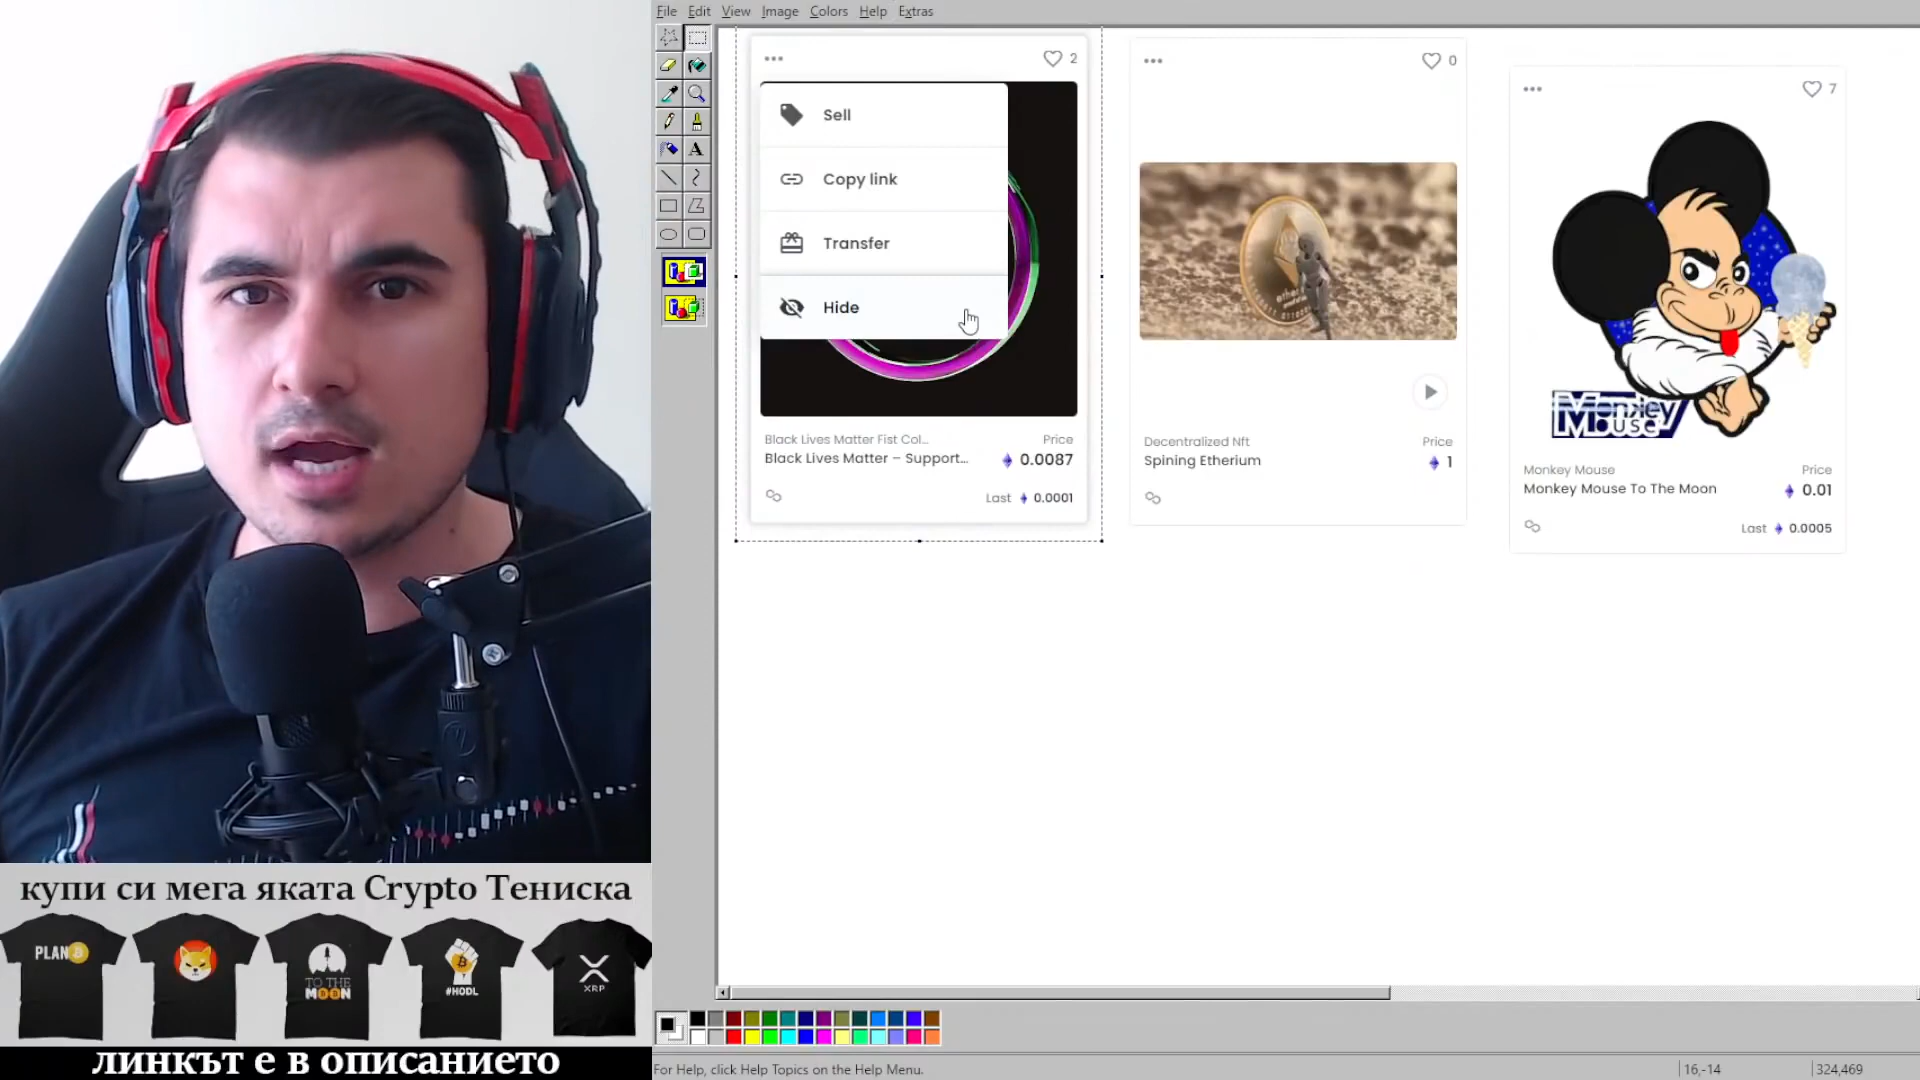 File Edit View Image Colors Help Extras
2
Sell
Copy link
Transfer
Hide
Black Lives Matter Fist Col...
Price
Black Lives Matter – Support...
0.0087
Last 0.0001
0
Decentralized Nft
Price
Spining Etherium
1
7
Monkey
Mouse
Monkey Mouse
Price
Monkey Mouse To The Moon
0.01
Last 0.0005
A
купи си мега яката Crypto Тениска
PLAN B
TO THE
MOON
#HODL
XRP
линкът е в описанието
For Help, click Help Topics on the Help Menu.
16,-14
324,469